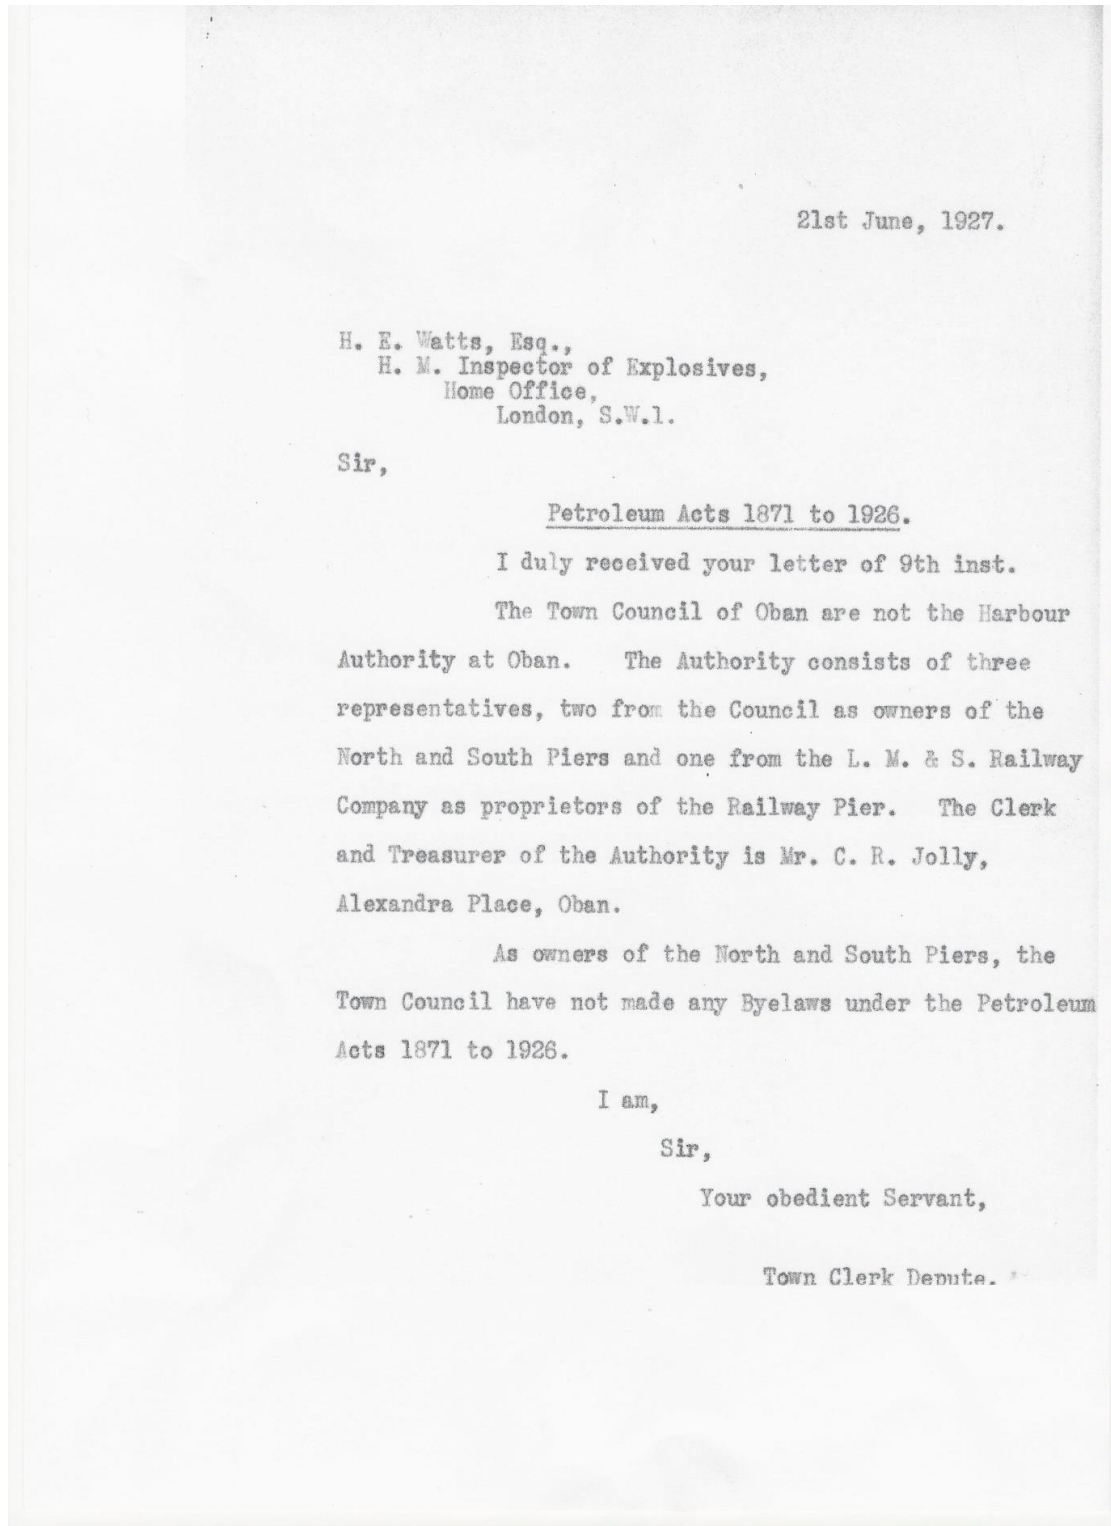 21st June, 1927.
H. E. Watts, Esq.,
H. M. Inspector of Explosives,
Home Office,
London, S.W.1.
Sir,
Petroleum Acts 1871 to 1926.
I duly received your letter of 9th inst.
The Town Council of Oban are not the Harbour
Authority at Oban. The Authority consists of three
representatives, two from the Council as owners of the
North and South Piers and one from the L. M. & S. Railway
Company as proprietors of the Railway Pier. The Clerk
and Treasurer of the Authority is Mr. C. R. Jolly,
Alexandra Place, Oban.
As owners of the North and South Piers, the
Town Council have not made any Byelaws under the Petroleum
Acts 1871 to 1926.
I am,
Sir,
Your obedient Servant,
Town Clerk Depute.